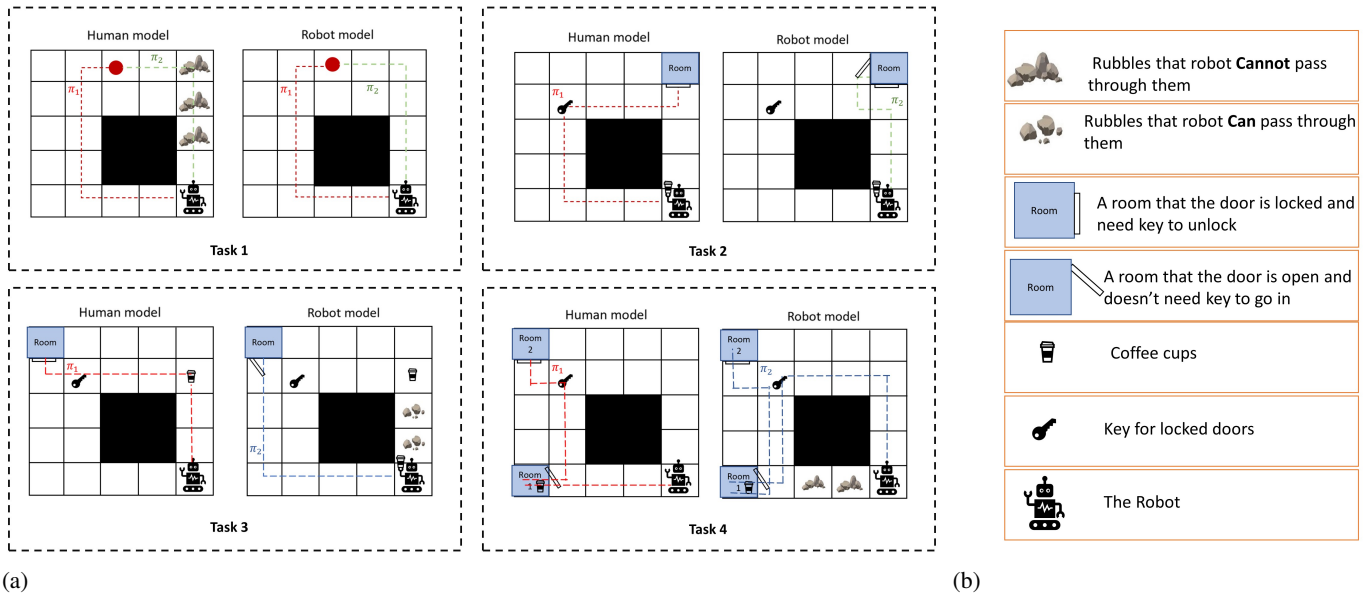 Human model
Robot model
π2
π1
π1
π2
Task 1
Human model
Robot model
Room
Room
π1
π2
Task 2
Human model
Robot model
Room
Room
π1
π2
Task 3
Human model
Robot model
Room
2
Room
2
π1
π2
Room
1
Room
1
Task 4
(a)
Rubbles that robot Cannot pass
through them
Rubbles that robot Can pass through
them
Room
A room that the door is locked and
need key to unlock
Room
A room that the door is open and
doesn’t need key to go in
Coffee cups
Key for locked doors
The Robot
(b)